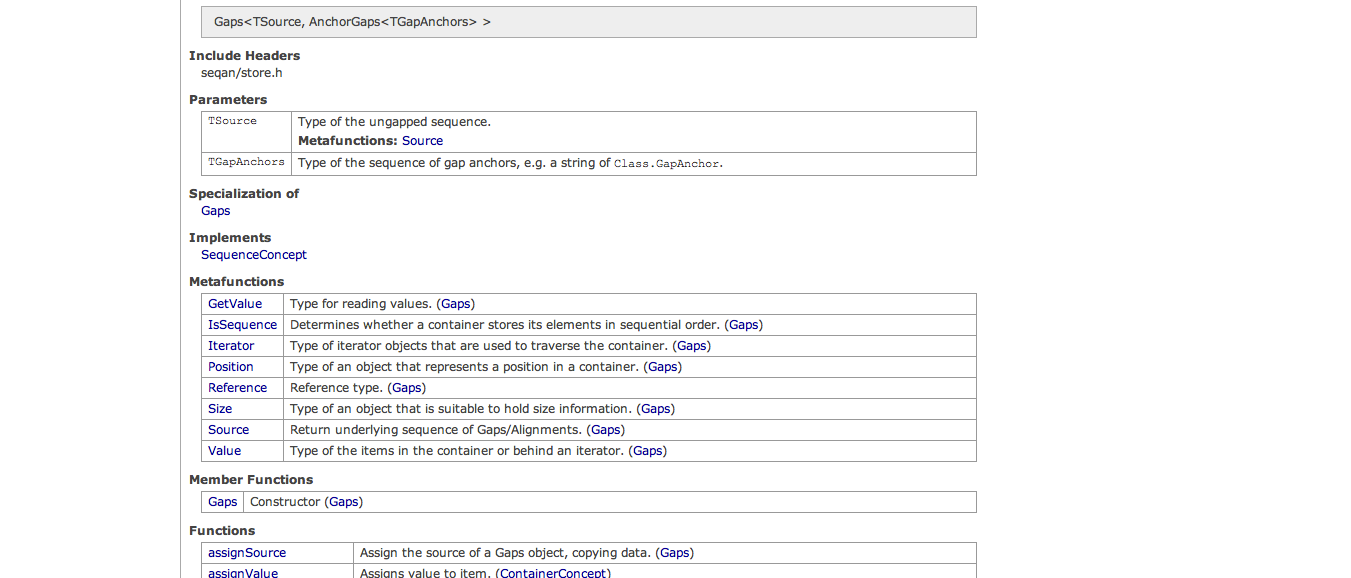 Gaps<TSource, AnchorGaps<TGapAnchors> >
Include Headers
seqan/store.h
Parameters
TSource Type of the ungapped sequence.
Metafunctions: Source
TGapAnchors Type of the sequence of gap anchors, e.g. a string of Class.GapAnchor.
Specialization of
Gaps
Implements
SequenceConcept
Metafunctions
GetValue Type for reading values. (Gaps)
IsSequence Determines whether a container stores its elements in sequential order. (Gaps)
Iterator Type of iterator objects that are used to traverse the container. (Gaps)
Position Type of an object that represents a position in a container. (Gaps)
Reference Reference type. (Gaps)
Size Type of an object that is suitable to hold size information. (Gaps)
Source Return underlying sequence of Gaps/Alignments. (Gaps)
Value Type of the items in the container or behind an iterator. (Gaps)
Member Functions
Gaps Constructor (Gaps)
Functions
assignSource Assign the source of a Gaps object, copying data. (Gaps)
assignValue Assigns value to item. (ContainerConcept)